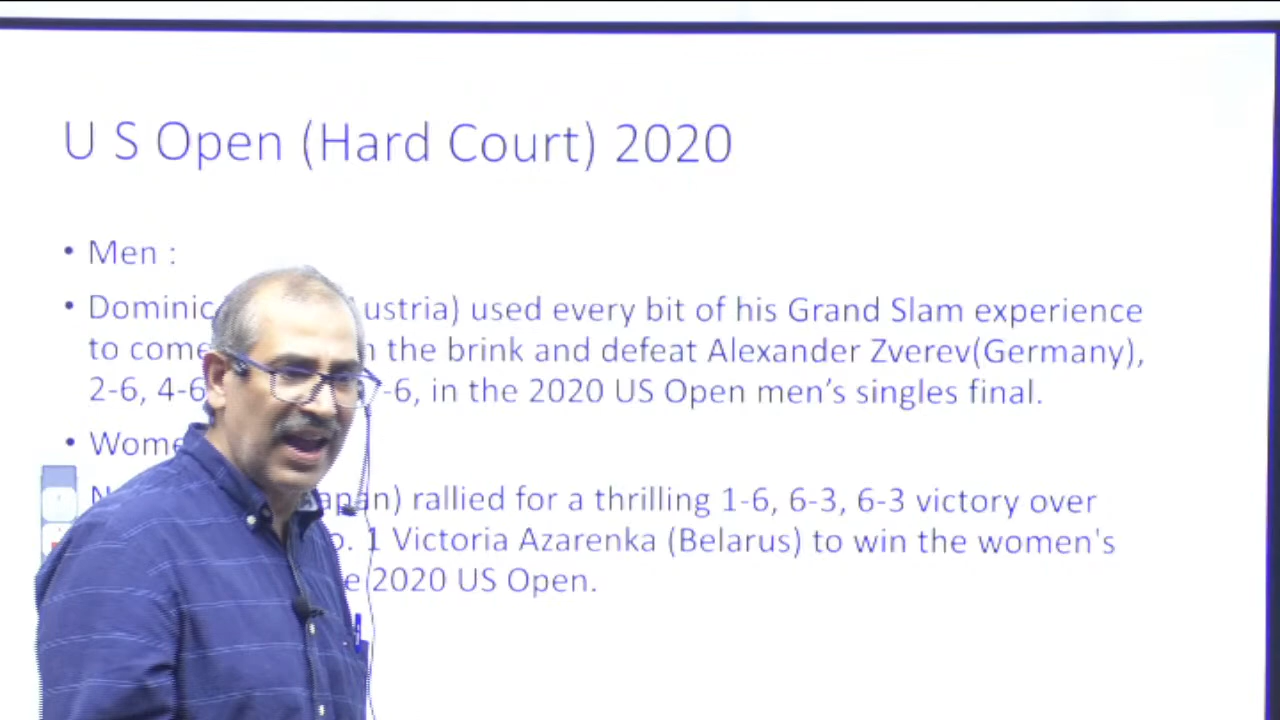 U S Open (Hard Court) 2020
• Men :
• Dominic ustria) used every bit of his Grand Slam experience
to come the brink and defeat Alexander Zverev(Germany),
2-6, 4-6 -6, in the 2020 US Open men’s singles final.
• Wome
apan) rallied for a thrilling 1-6, 6-3, 6-3 victory over
1 Victoria Azarenka (Belarus) to win the women's
2020 US Open.